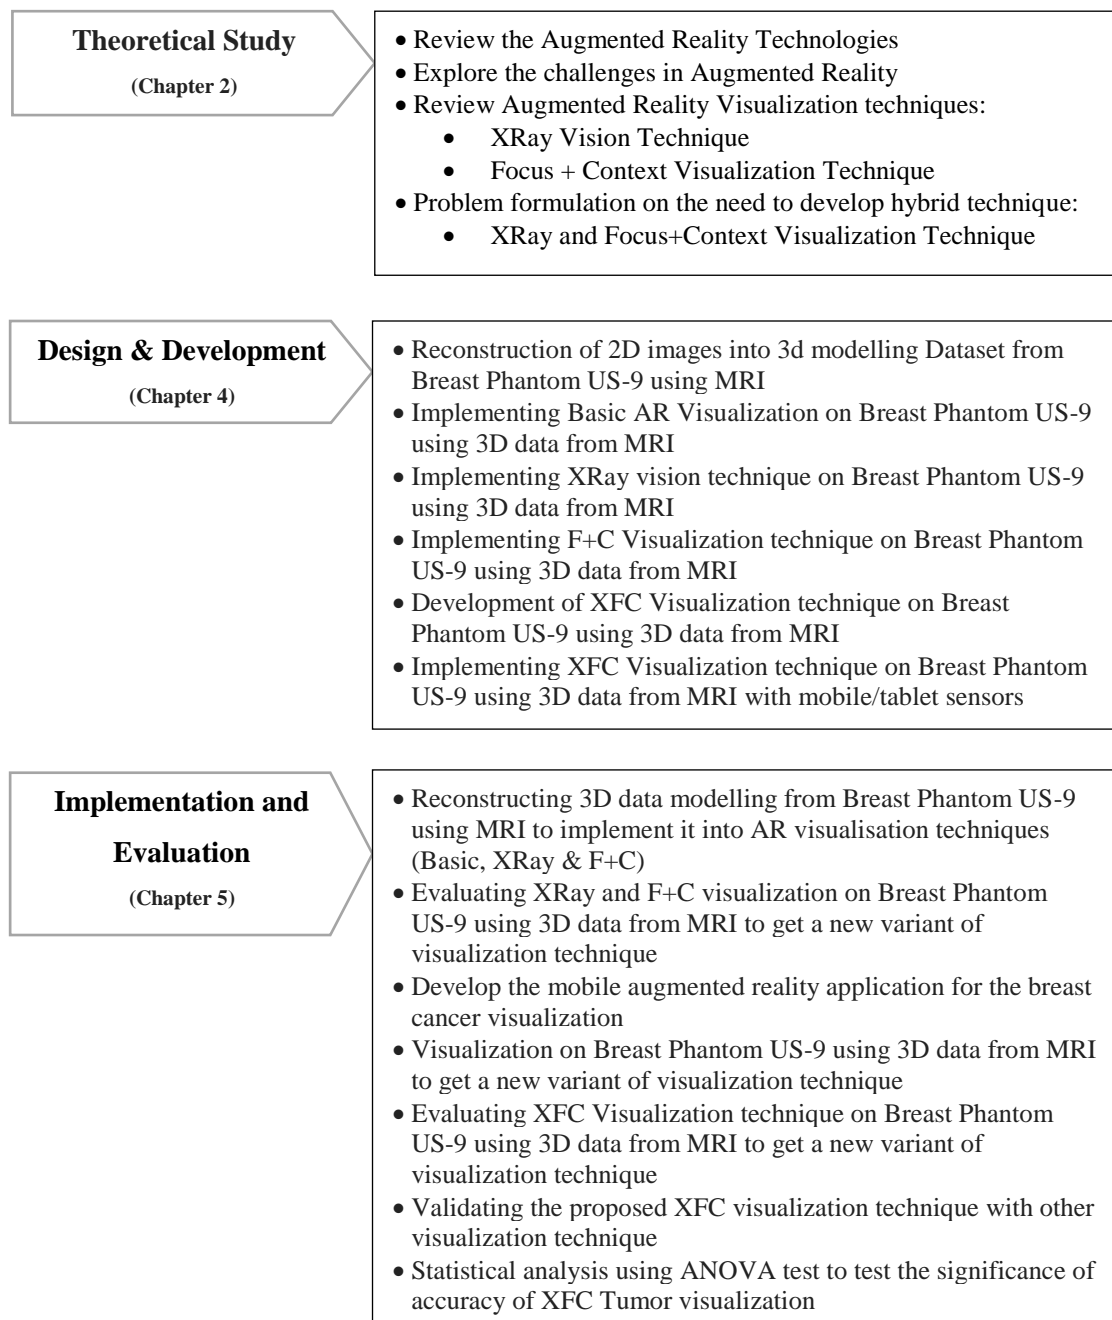 Theoretical Study
(Chapter 2)
• Review the Augmented Reality Technologies
• Explore the challenges in Augmented Reality
• Review Augmented Reality Visualization techniques:
• XRay Vision Technique
• Focus + Context Visualization Technique
• Problem formulation on the need to develop hybrid technique:
• XRay and Focus+Context Visualization Technique
Design & Development
(Chapter 4)
• Reconstruction of 2D images into 3d modelling Dataset from
Breast Phantom US-9 using MRI
• Implementing Basic AR Visualization on Breast Phantom US-9
using 3D data from MRI
• Implementing XRay vision technique on Breast Phantom US-9
using 3D data from MRI
• Implementing F+C Visualization technique on Breast Phantom
US-9 using 3D data from MRI
• Development of XFC Visualization technique on Breast
Phantom US-9 using 3D data from MRI
• Implementing XFC Visualization technique on Breast Phantom
US-9 using 3D data from MRI with mobile/tablet sensors
Implementation and
Evaluation
(Chapter 5)
• Reconstructing 3D data modelling from Breast Phantom US-9
using MRI to implement it into AR visualisation techniques
(Basic, XRay & F+C)
• Evaluating XRay and F+C visualization on Breast Phantom
US-9 using 3D data from MRI to get a new variant of
visualization technique
• Develop the mobile augmented reality application for the breast
cancer visualization
• Visualization on Breast Phantom US-9 using 3D data from MRI
to get a new variant of visualization technique
• Evaluating XFC Visualization technique on Breast Phantom
US-9 using 3D data from MRI to get a new variant of
visualization technique
• Validating the proposed XFC visualization technique with other
visualization technique
• Statistical analysis using ANOVA test to test the significance of
accuracy of XFC Tumor visualization